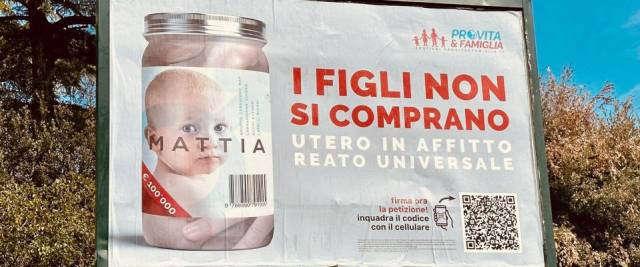 PROVITA
& FAMIGLIA
I FIGLI NON
SI COMPRANO
UTERO IN AFFITTO
REATO UNIVERSALE
MATTIA
€ 100'000
firma ora
la petizione!
inquadra il codice
con il cellulare